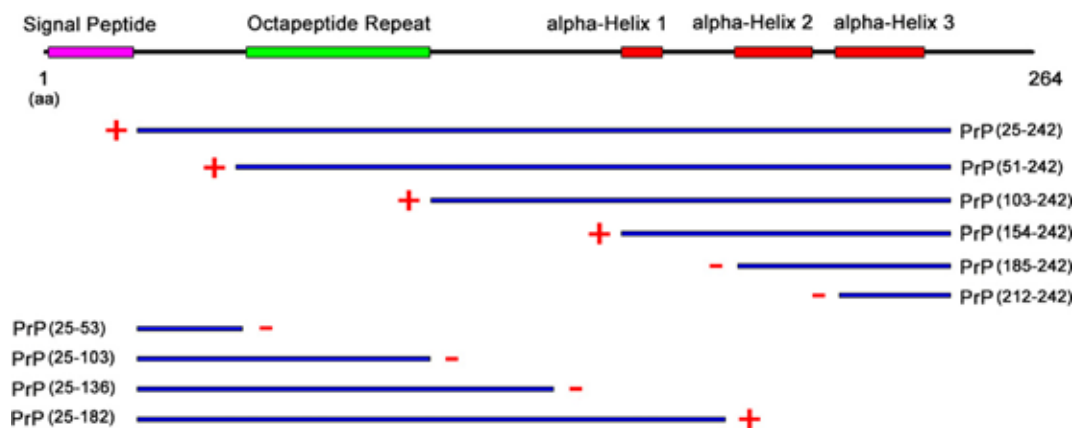 Signal Peptide Octapeptide Repeat alpha-Helix 1 alpha-Helix 2 alpha-Helix 3
1 264
(aa)
+ PrP(25-242)
+ PrP(51-242)
+ PrP(103-242)
+ PrP(154-242)
- PrP(185-242)
- PrP(212-242)
PrP(25-53) -
PrP(25-103) -
PrP(25-136) -
PrP(25-182) +